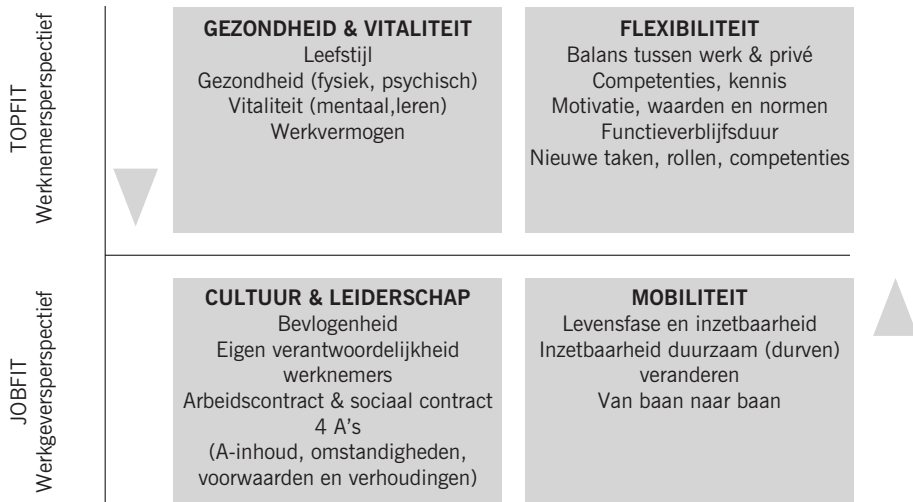 TOPFIT
Werknemersperspectief
GEZONDHEID & VITALITEIT
Leefstijl
Gezondheid (fysiek, psychisch)
Vitaliteit (mentaal,leren)
Werkvermogen
FLEXIBILITEIT
Balans tussen werk & privé
Competenties, kennis
Motivatie, waarden en normen
Functieverblijfsduur
Nieuwe taken, rollen, competenties
JOBFIT
Werkgeversperspectief
CULTUUR & LEIDERSCHAP
Bevlogenheid
Eigen verantwoordelijkheid
werknemers
Arbeidscontract & sociaal contract
4 A's
(A-inhoud, omstandigheden,
voorwaarden en verhoudingen)
MOBILITEIT
Levensfase en inzetbaarheid
Inzetbaarheid duurzaam (durven)
veranderen
Van baan naar baan